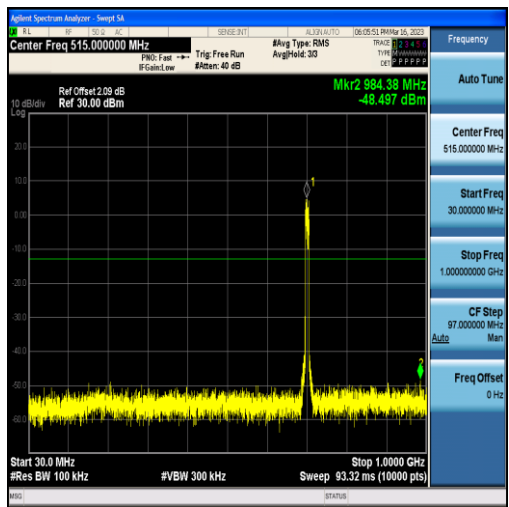 Agilent Spectrum Analyzer - Swept SA
RL RF 50 Ω AC SENSE:INT ALIGNAUTO 06:05:51 PM Mar 16, 2023
Center Freq 515.000000 MHz
PNO: Fast
IFGain:Low
Trig: Free Run
#Atten: 40 dB
#Avg Type: RMS
Avg|Hold: 3/3
TRACE 1 2 3 4 5 6
TYPE
DET P P P P P P
Ref Offset 2.09 dB
Ref 30.00 dBm
10 dB/div
Log
Mkr2 984.38 MHz
-48.497 dBm
20.0
10.0
0.00
-10.0
-20.0
-30.0
-40.0
-50.0
-60.0
1
2
Start 30.0 MHz
Stop 1.0000 GHz
#Res BW 100 kHz
#VBW 300 kHz
Sweep 93.32 ms (10000 pts)
MSG
STATUS
Frequency
Auto Tune
Center Freq
515.000000 MHz
Start Freq
30.000000 MHz
Stop Freq
1.000000000 GHz
CF Step
97.000000 MHz
Auto Man
Freq Offset
0 Hz